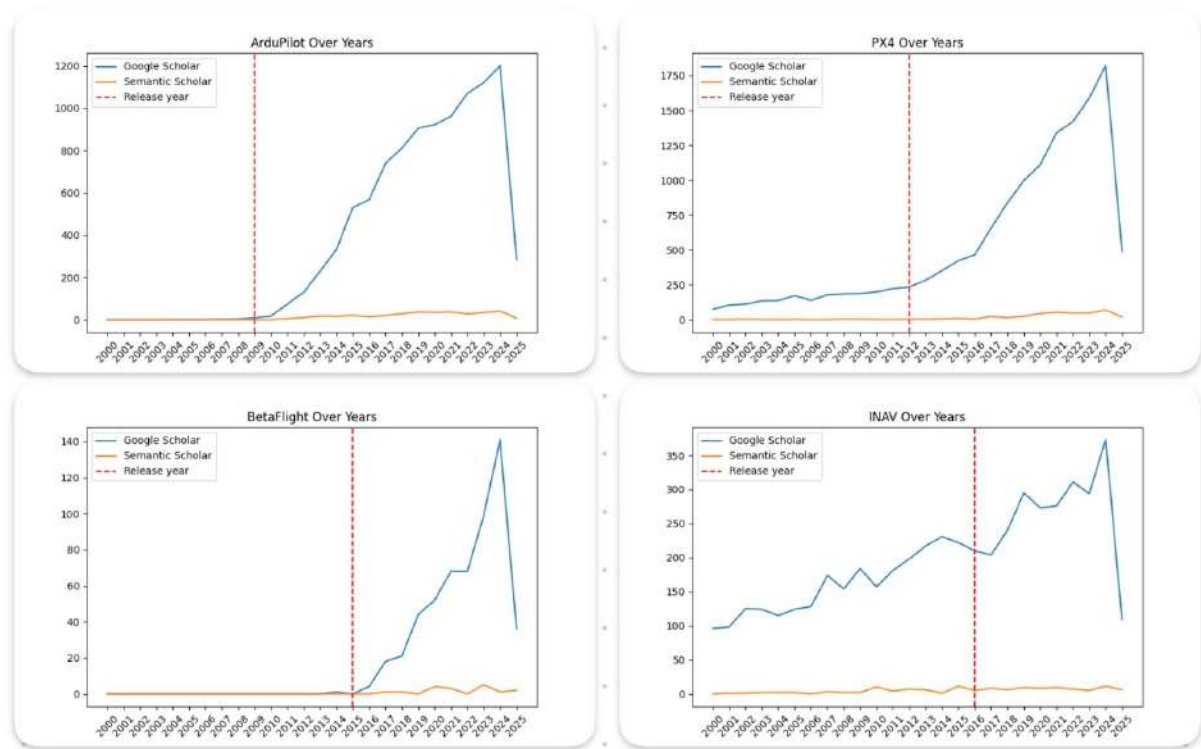 ArduPilot Over Years
Google Scholar
Semantic Scholar
Release year
1200
1000
800
600
400
200
0
2000 2001 2002 2003 2004 2005 2006 2007 2008 2009 2010 2011 2012 2013 2014 2015 2016 2017 2018 2019 2020 2021 2022 2023 2024 2025
PX4 Over Years
Google Scholar
Semantic Scholar
Release year
1750
1500
1250
1000
750
500
250
0
2000 2001 2002 2003 2004 2005 2006 2007 2008 2009 2010 2011 2012 2013 2014 2015 2016 2017 2018 2019 2020 2021 2022 2023 2024 2025
BetaFlight Over Years
Google Scholar
Semantic Scholar
Release year
140
120
100
80
60
40
20
0
2000 2001 2002 2003 2004 2005 2006 2007 2008 2009 2010 2011 2012 2013 2014 2015 2016 2017 2018 2019 2020 2021 2022 2023 2024 2025
INAV Over Years
Google Scholar
Semantic Scholar
Release year
350
300
250
200
150
100
50
0
2000 2001 2002 2003 2004 2005 2006 2007 2008 2009 2010 2011 2012 2013 2014 2015 2016 2017 2018 2019 2020 2021 2022 2023 2024 2025